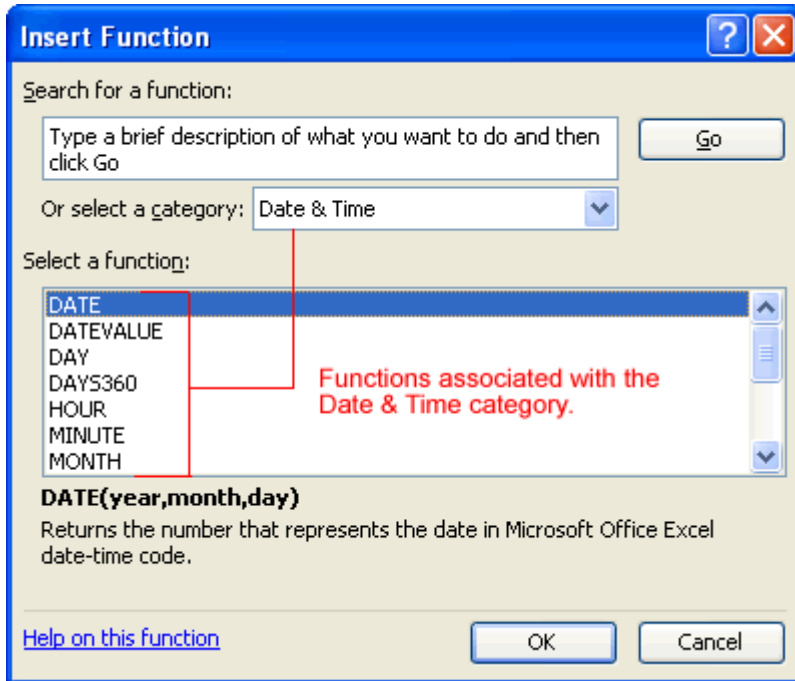 Insert Function
Search for a function:
Type a brief description of what you want to do and then
click Go
Go
Or select a category: Date & Time
Select a function:
DATE
DATEVALUE
DAY
DAYS360
HOUR
MINUTE
MONTH
Functions associated with the
Date & Time category.
DATE(year,month,day)
Returns the number that represents the date in Microsoft Office Excel
date-time code.
Help on this function
OK
Cancel